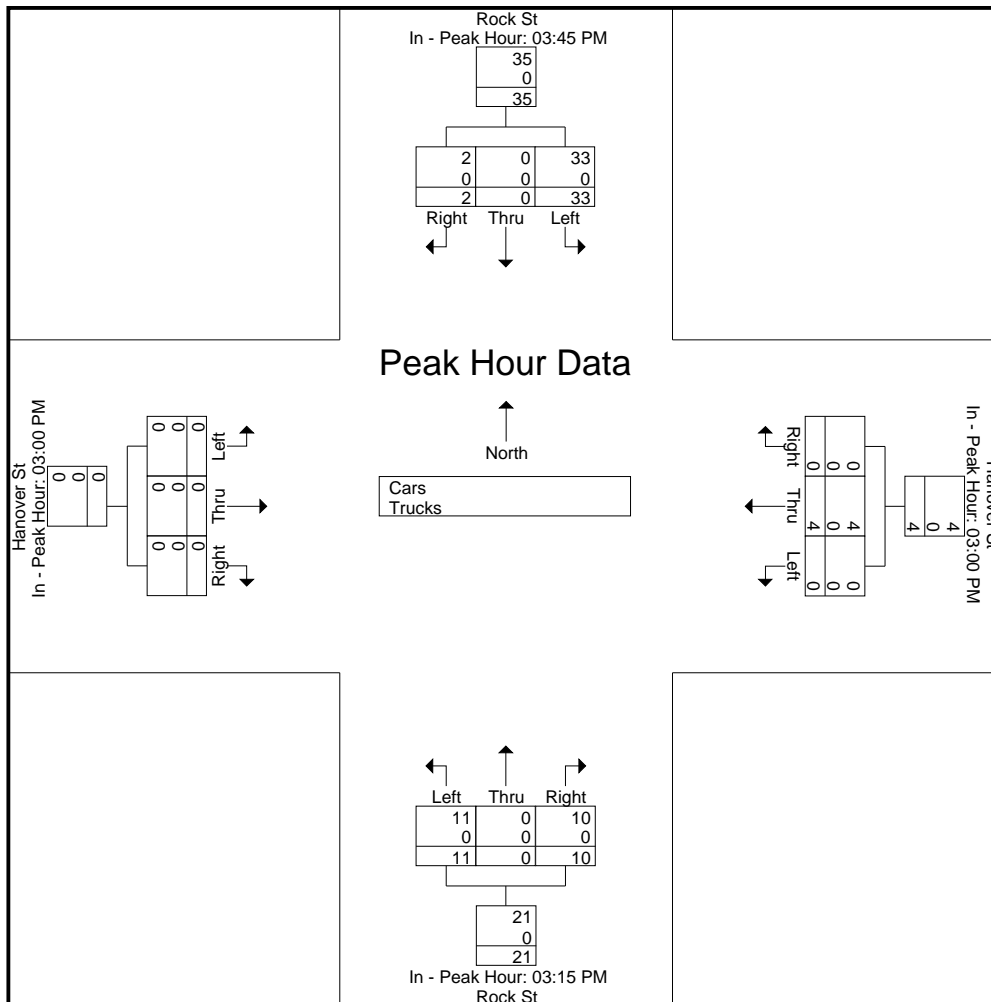 Rock St
In - Peak Hour: 03:45 PM
35
0
35
2 0 33
0 0 0
2 0 33
Right Thru Left
Peak Hour Data
North
Cars
Trucks
Hanover St
In - Peak Hour: 03:00 PM
0
0
0
Left Thru Right
0 0 0
0 0 0
0 0 0
Right Thru Left
0 4 0
0 0 0
0 4 0
4
0
4
In - Peak Hour: 03:00 PM
Hanover St
Left Thru Right
11 0 10
0 0 0
11 0 10
21
0
21
In - Peak Hour: 03:15 PM
Rock St